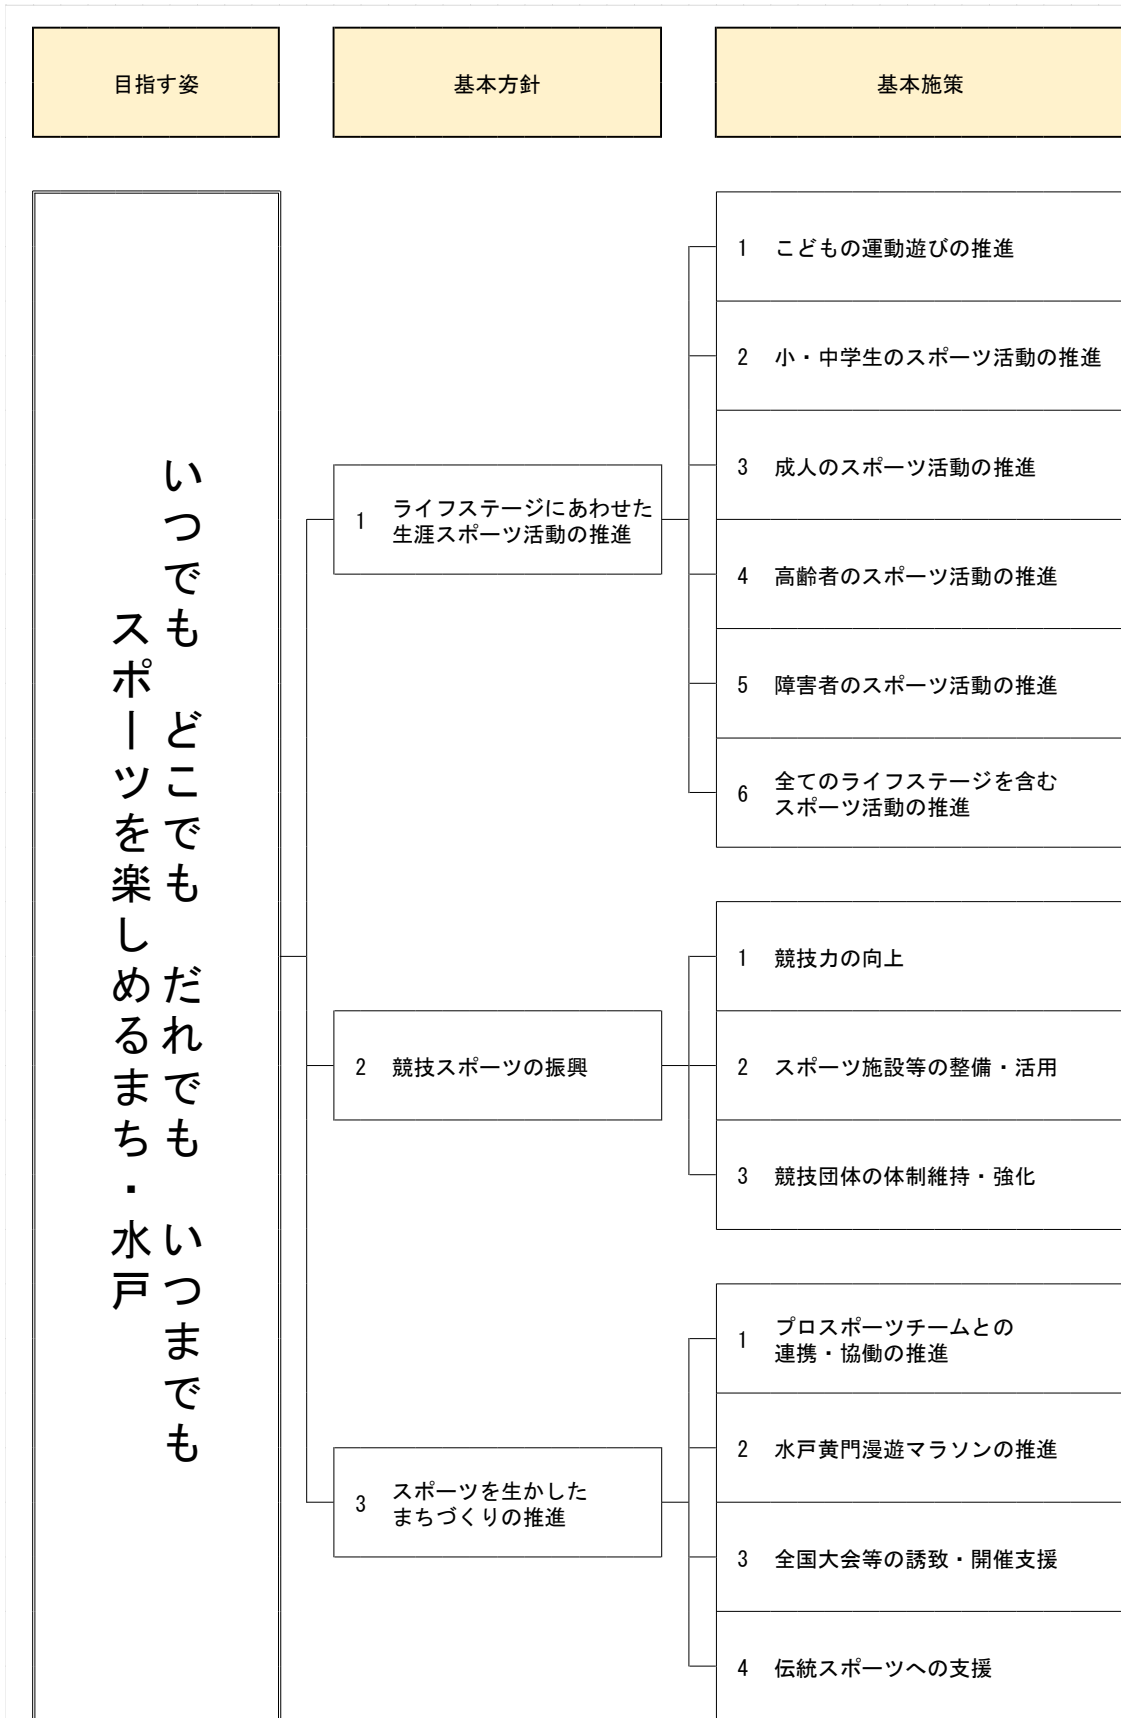 目指す姿
基本方針
基本施策
いつでも　どこでも　だれでも　いつまでも
スポーツを楽しめるまち・水戸
1 ライフステージにあわせた
生涯スポーツ活動の推進
1 こどもの運動遊びの推進
2 小・中学生のスポーツ活動の推進
3 成人のスポーツ活動の推進
4 高齢者のスポーツ活動の推進
5 障害者のスポーツ活動の推進
6 全てのライフステージを含む
スポーツ活動の推進
2 競技スポーツの振興
1 競技力の向上
2 スポーツ施設等の整備・活用
3 競技団体の体制維持・強化
3 スポーツを生かした
まちづくりの推進
1 プロスポーツチームとの
連携・協働の推進
2 水戸黄門漫遊マラソンの推進
3 全国大会等の誘致・開催支援
4 伝統スポーツへの支援